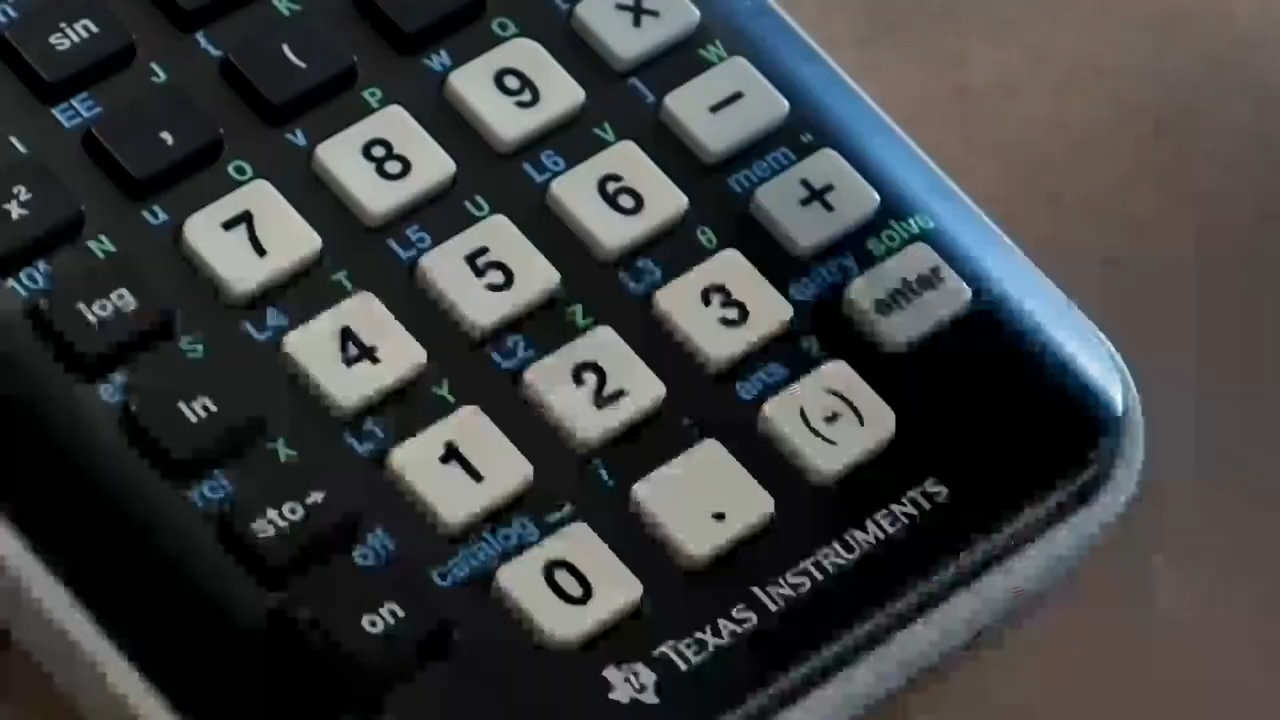 sin { K ( ×
EE J , W Q 9 ] W −
I x² u O 7 V P 8 L6 V 6 mem " +
N log L4 T 4 L5 U 5 L3 θ 3 entry solve enter
S ln L1 Y 1 L2 Z 2 ans ? (-)
rcl X sto→ catalog 0 : .
off on
TEXAS INSTRUMENTS